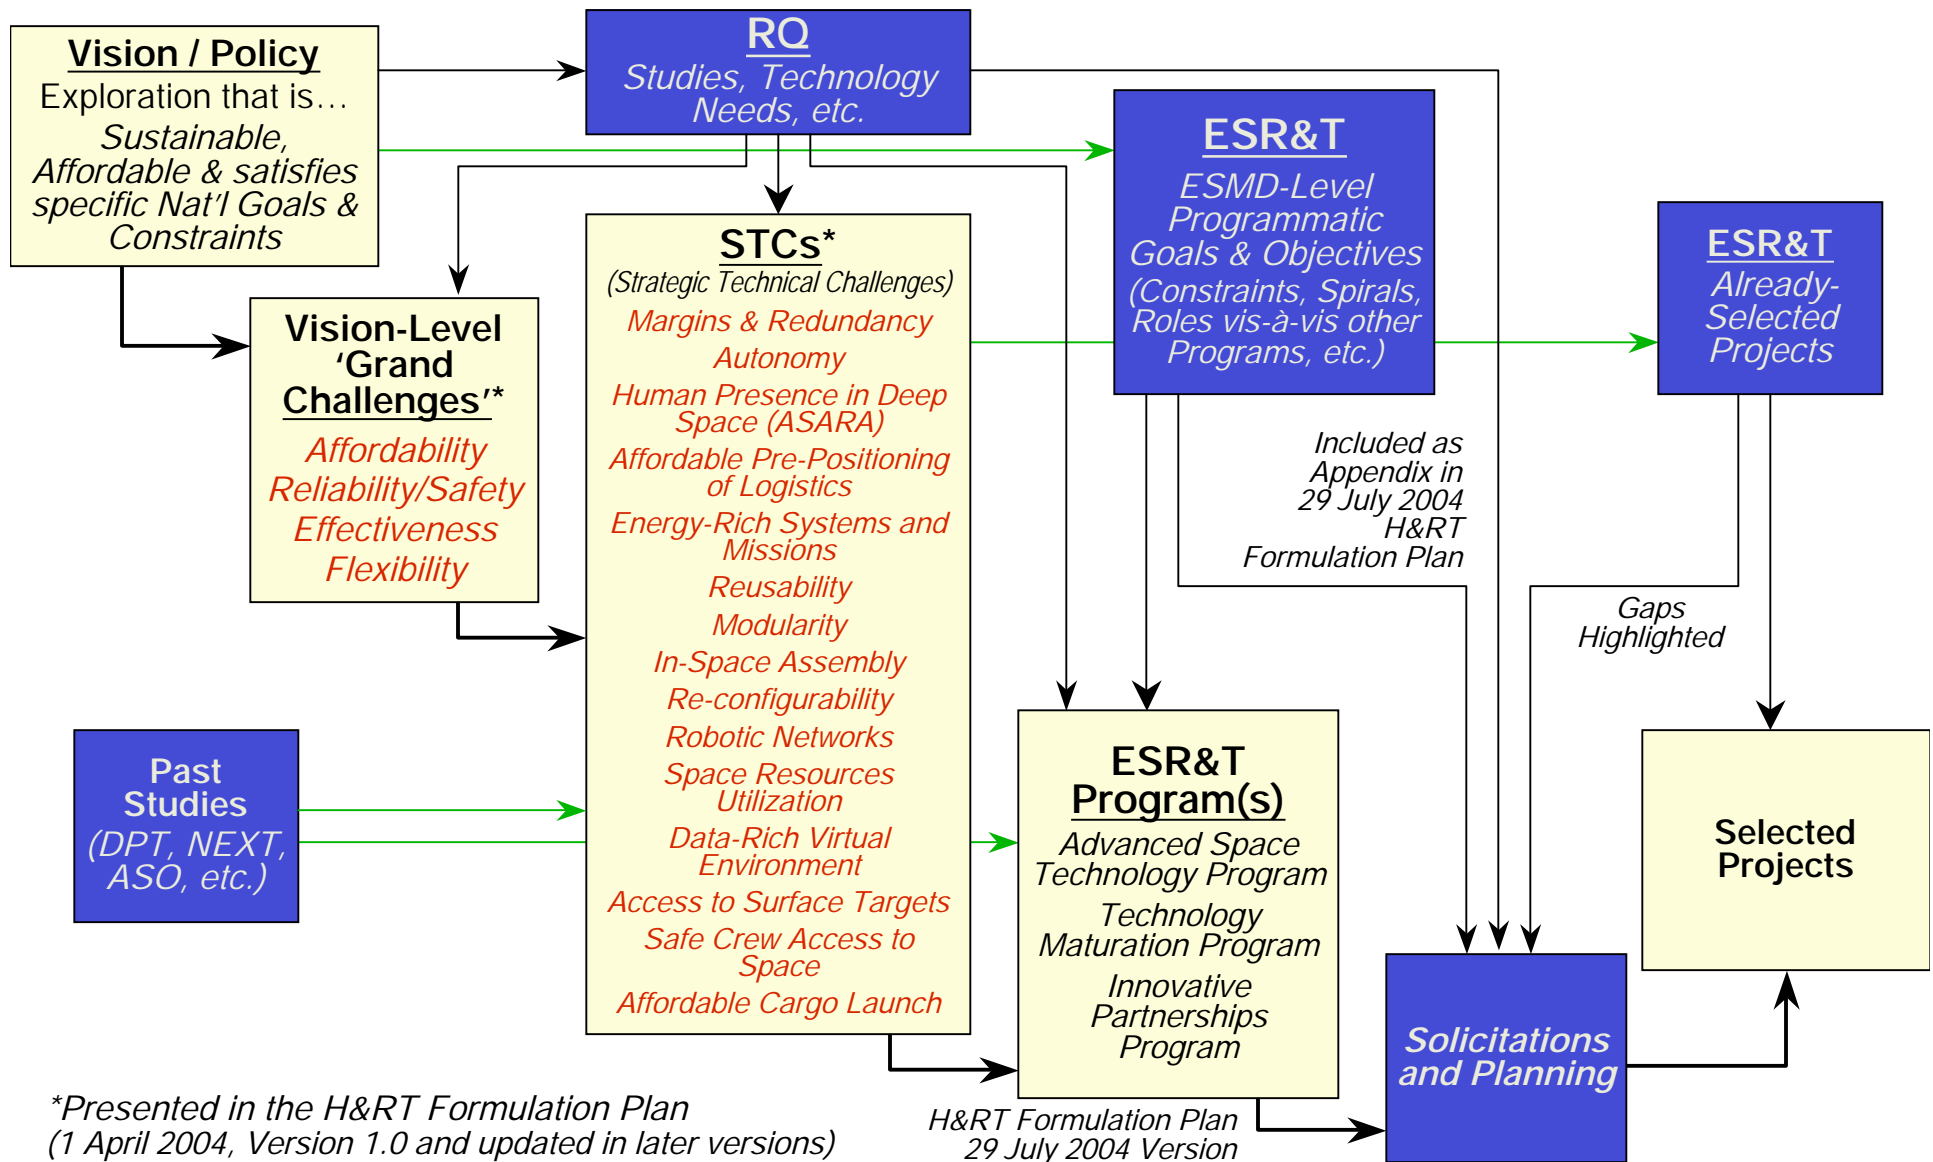 Vision / Policy
Exploration that is…
Sustainable,
Affordable & satisfies
specific Nat'l Goals &
Constraints
RQ
Studies, Technology
Needs, etc.
ESR&T
ESMD-Level
Programmatic
Goals & Objectives
(Constraints, Spirals,
Roles vis-à-vis other
Programs, etc.)
ESR&T
Already-
Selected
Projects
Vision-Level
‘Grand
Challenges’*
Affordability
Reliability/Safety
Effectiveness
Flexibility
STCs*
(Strategic Technical Challenges)
Margins & Redundancy
Autonomy
Human Presence in Deep
Space (ASARA)
Affordable Pre-Positioning
of Logistics
Energy-Rich Systems and
Missions
Reusability
Modularity
In-Space Assembly
Re-configurability
Robotic Networks
Space Resources
Utilization
Data-Rich Virtual
Environment
Access to Surface Targets
Safe Crew Access to
Space
Affordable Cargo Launch
Included as
Appendix in
29 July 2004
H&RT
Formulation Plan
Gaps
Highlighted
Past
Studies
(DPT, NEXT,
ASO, etc.)
ESR&T
Program(s)
Advanced Space
Technology Program
Technology
Maturation Program
Innovative
Partnerships
Program
Selected
Projects
Solicitations
and Planning
*Presented in the H&RT Formulation Plan
(1 April 2004, Version 1.0 and updated in later versions)
H&RT Formulation Plan
29 July 2004 Version